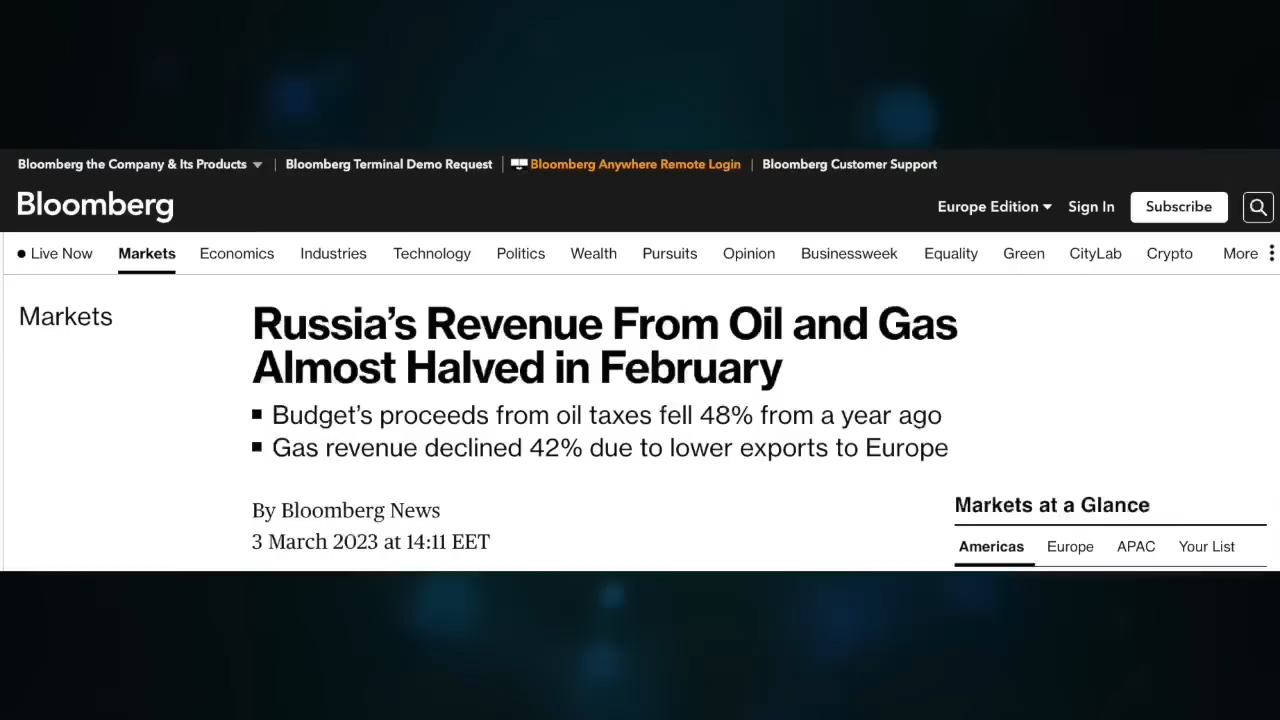 Bloomberg the Company & Its Products | Bloomberg Terminal Demo Request | Bloomberg Anywhere Remote Login | Bloomberg Customer Support
Bloomberg Europe Edition Sign In Subscribe
Live Now Markets Economics Industries Technology Politics Wealth Pursuits Opinion Businessweek Equality Green CityLab Crypto More
Markets
Russia’s Revenue From Oil and Gas
Almost Halved in February
Budget’s proceeds from oil taxes fell 48% from a year ago
Gas revenue declined 42% due to lower exports to Europe
By Bloomberg News
3 March 2023 at 14:11 EET
Markets at a Glance
Americas Europe APAC Your List